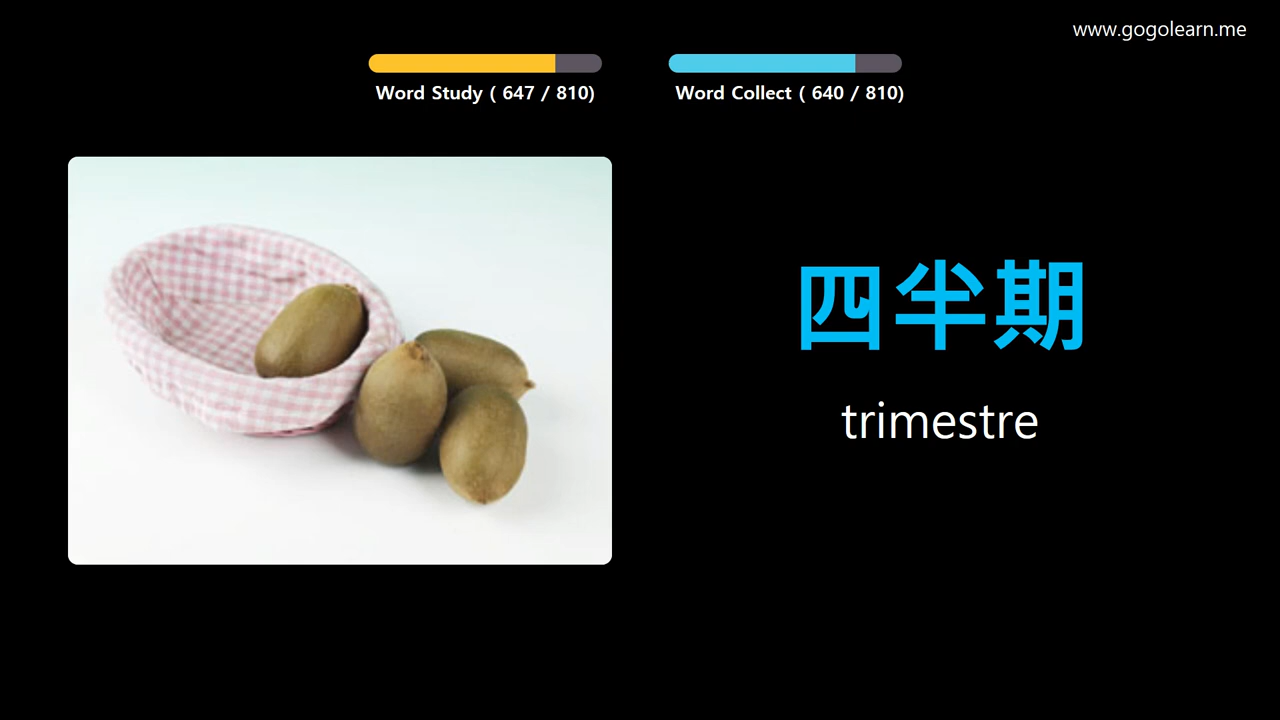 www.gogolearn.me
Word Study ( 647 / 810)
Word Collect ( 640 / 810)
四半期
trimestre